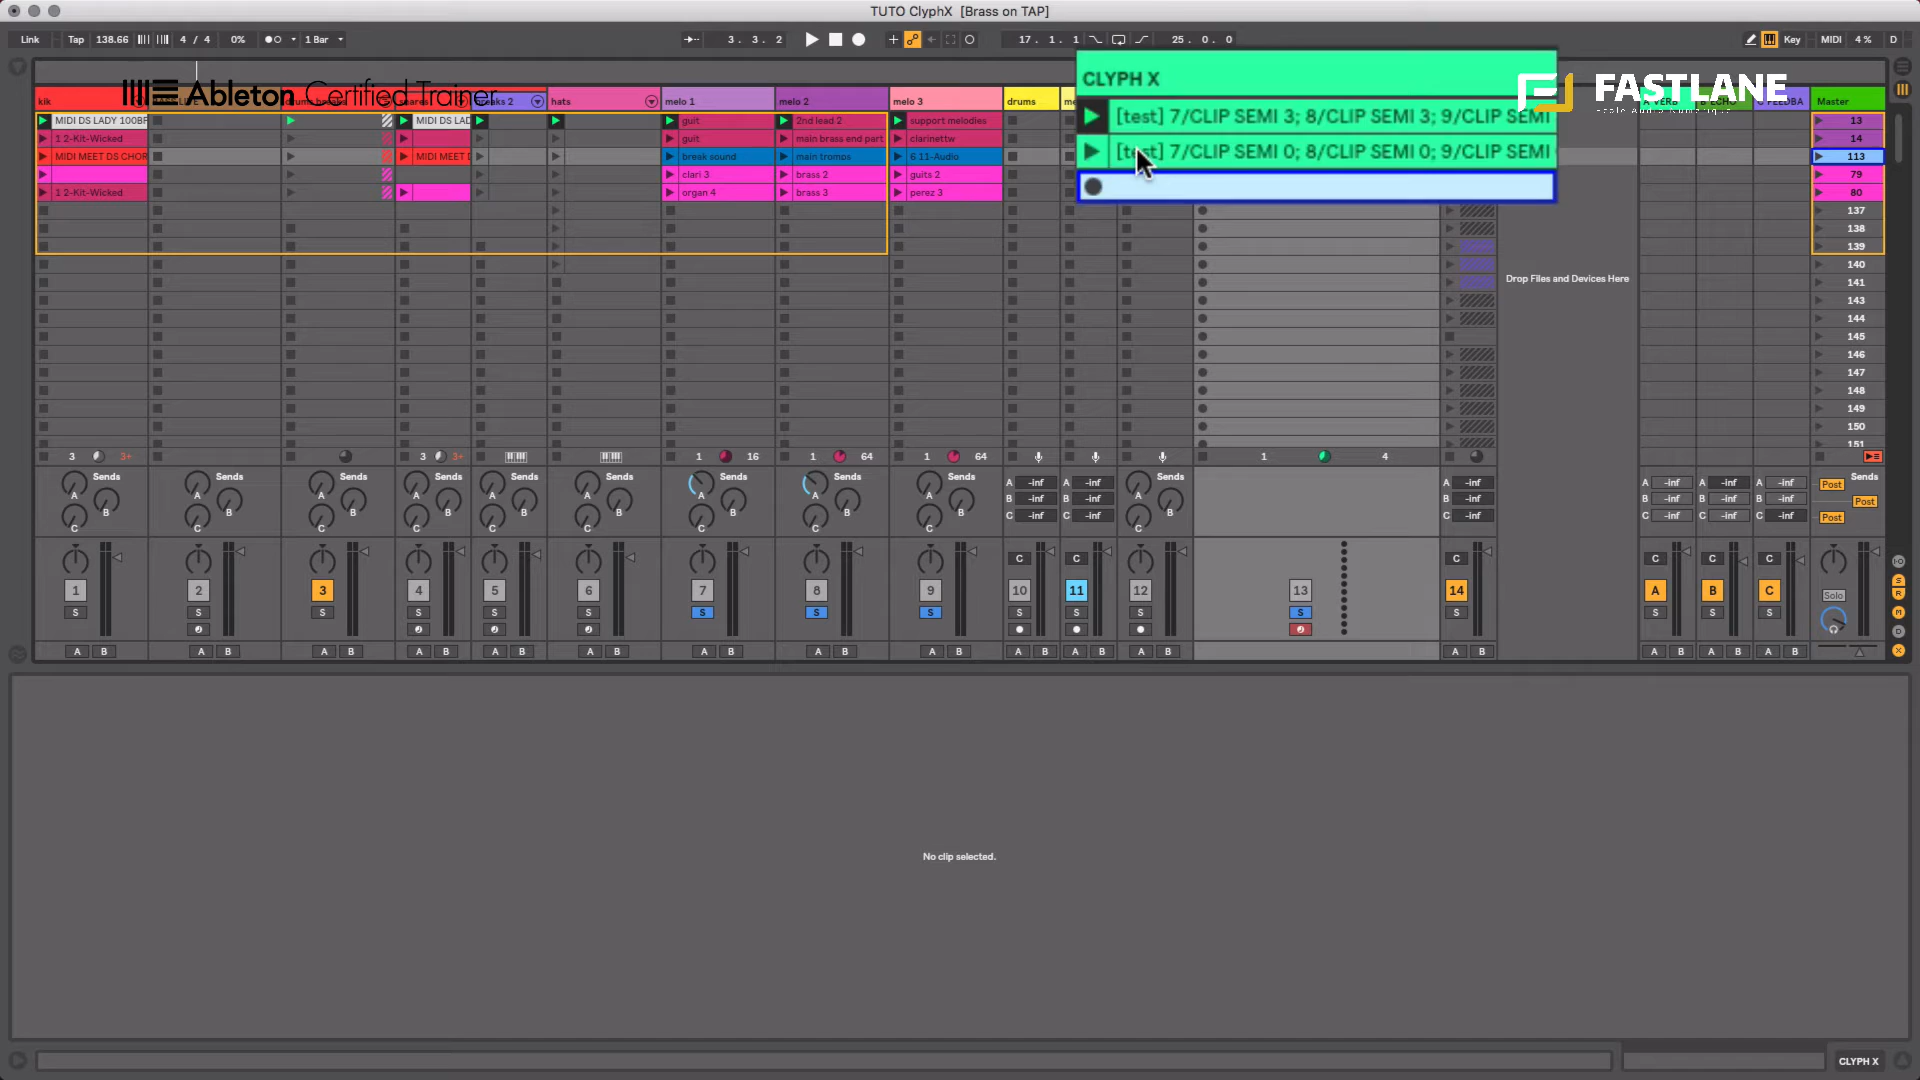 TUTO ClyphX [Brass on TAP]
Link Tap 138.66 4 / 4 0% 1 Bar 3. 3. 2 17. 1. 1 25. 0. 0 Key MIDI 4% D
CLYPH X
[test] 7/CLIP SEMI 3; 8/CLIP SEMI 3; 9/CLIP SEMI
[test] 7/CLIP SEMI 0; 8/CLIP SEMI 0; 9/CLIP SEMI
Ableton Certified Trainer
FASTLANE
kik hats melo 1 melo 2 melo 3 drums Master
MIDI DS LADY 100BF MIDI DS LAD guit 2nd lead 2 support melodies 13
1 2-Kit-Wicked guit main brass end part clarinettw 14
MIDI MEET DS CHOR MIDI MEET D break sound main tromps 6 11-Audio 113
clari 3 brass 2 guits 2 79
1 2-Kit-Wicked organ 4 brass 3 perez 3 80
137
138
139
140
Drop Files and Devices Here
141
143
144
145
146
147
148
149
150
151
3 3+ 3 3+ 1 16 1 64 1 64 1 4
Sends Sends Sends Sends Sends Sends Sends Sends Sends Sends Sends
A B C A B C A B C A B C A B C A B C A B C A B C A B C A -inf A -inf A B C A -inf A -inf A -inf A -inf Post
B -inf B -inf B -inf B -inf B -inf B -inf Post
C -inf C -inf C -inf C -inf C -inf C -inf Post
C C C C C C
1 2 3 4 5 6 7 8 9 10 11 12 13 14 A B C Solo
S S S S S S S S S S S S S S S S S
A B A B A B A B A B A B A B A B A B A B A B A B A B A B A B A B
No clip selected.
CLYPH X